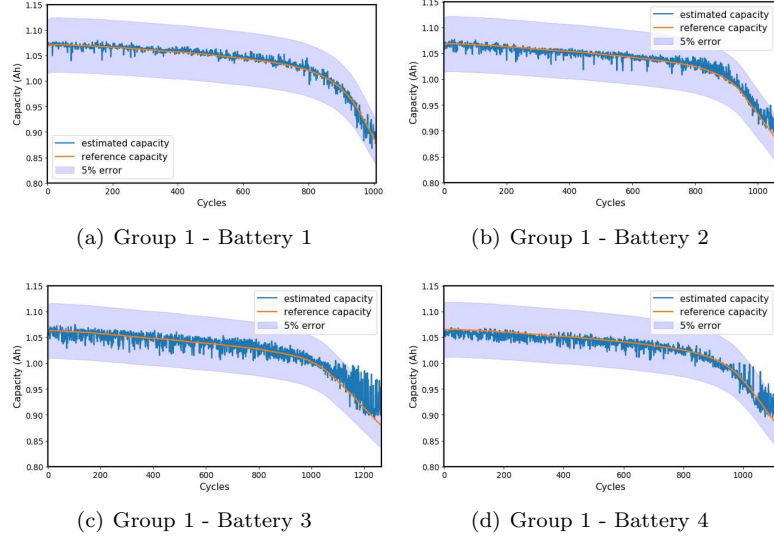 1.15
1.10
1.05
1.00
0.95
0.90
0.85
0.80
Capacity (Ah)
estimated capacity
reference capacity
5% error
0 200 400 600 800 1000
Cycles
(a) Group 1 - Battery 1
1.15
1.10
1.05
1.00
0.95
0.90
0.85
0.80
Capacity (Ah)
estimated capacity
reference capacity
5% error
0 200 400 600 800 1000
Cycles
(b) Group 1 - Battery 2
1.15
1.10
1.05
1.00
0.95
0.90
0.85
0.80
Capacity (Ah)
estimated capacity
reference capacity
5% error
0 200 400 600 800 1000 1200
Cycles
(c) Group 1 - Battery 3
1.15
1.10
1.05
1.00
0.95
0.90
0.85
0.80
Capacity (Ah)
estimated capacity
reference capacity
5% error
0 200 400 600 800 1000
Cycles
(d) Group 1 - Battery 4